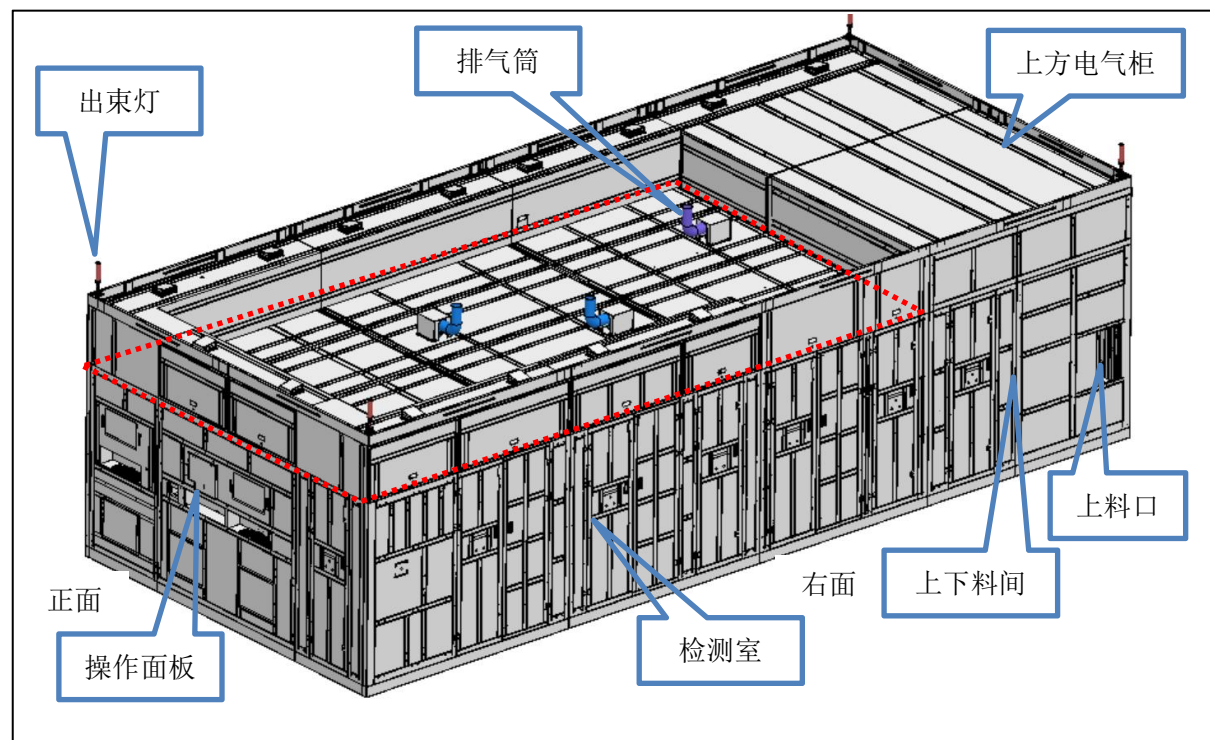 排气筒
上方电气柜
出束灯
上料口
上下料间
右面
正面
检测室
操作面板